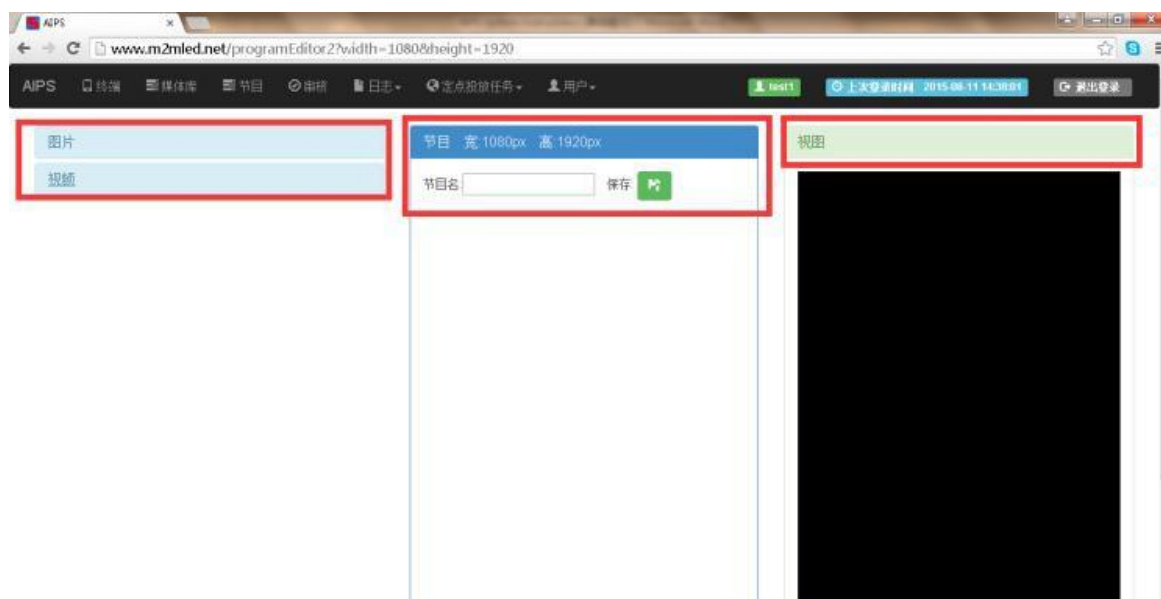 AIPS
www.m2mled.net/programEditor2?width=1080&height=1920
AIPS 终端 媒体库 节目 审核 日志 定点投放任务 用户 test1 上次登录时间 2015-06-11 14:38:01 退出登录
图片
视频
节目 宽:1080px 高:1920px
节目名 保存
视图